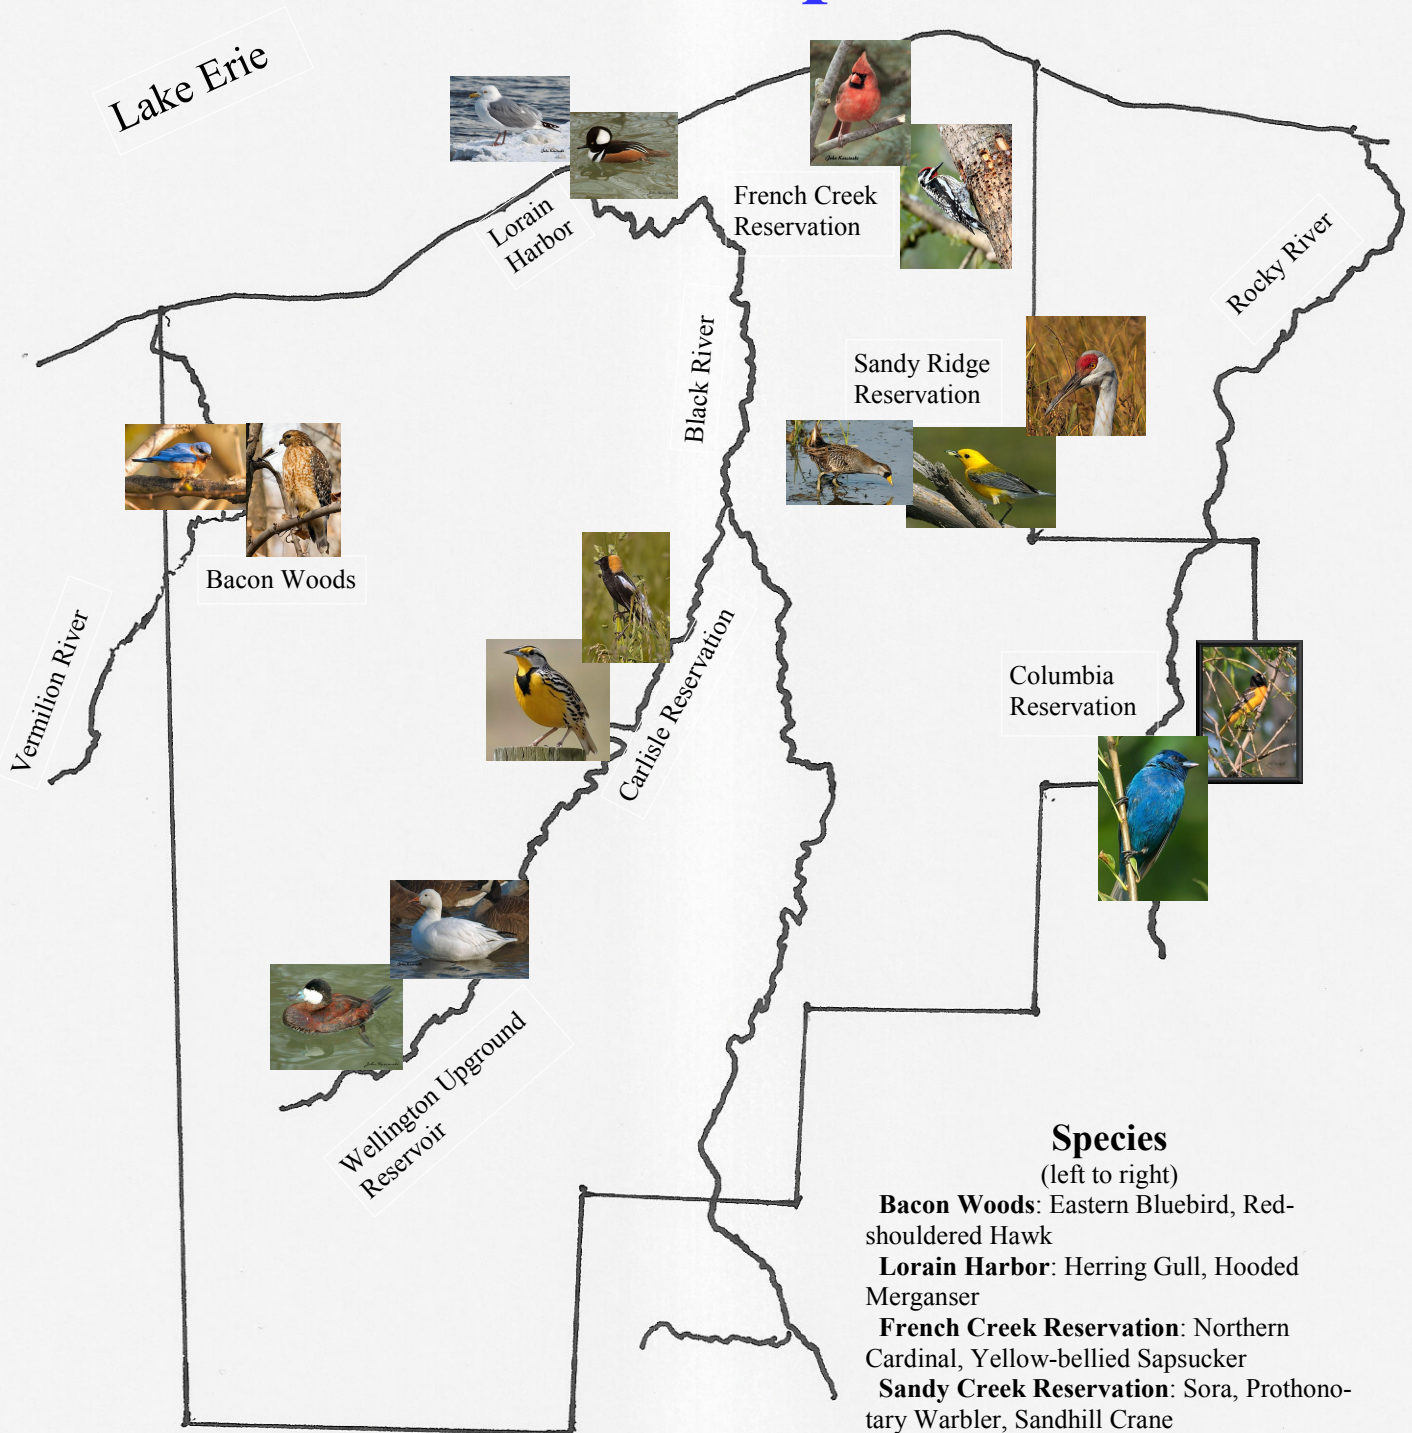 Lake Erie
Lorain
Harbor
French Creek
Reservation
Rocky River
Black River
Sandy Ridge
Reservation
Bacon Woods
Vermilion River
Carlisle Reservation
Columbia
Reservation
Wellington Upground
Reservoir
Species
(left to right)
Bacon Woods: Eastern Bluebird, Red-
shouldered Hawk
Lorain Harbor: Herring Gull, Hooded
Merganser
French Creek Reservation: Northern
Cardinal, Yellow-bellied Sapsucker
Sandy Creek Reservation: Sora, Prothono-
tary Warbler, Sandhill Crane